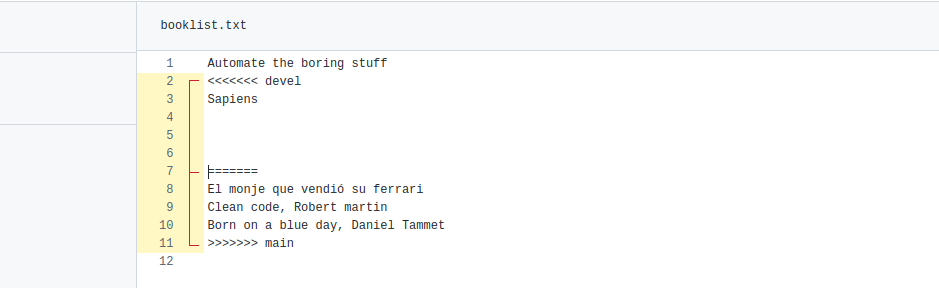 booklist.txt
1 Automate the boring stuff
2 <<<<<<< devel
3 Sapiens
4
5
6
7 =======
8 El monje que vendió su ferrari
9 Clean code, Robert martin
10 Born on a blue day, Daniel Tammet
11 >>>>>>> main
12